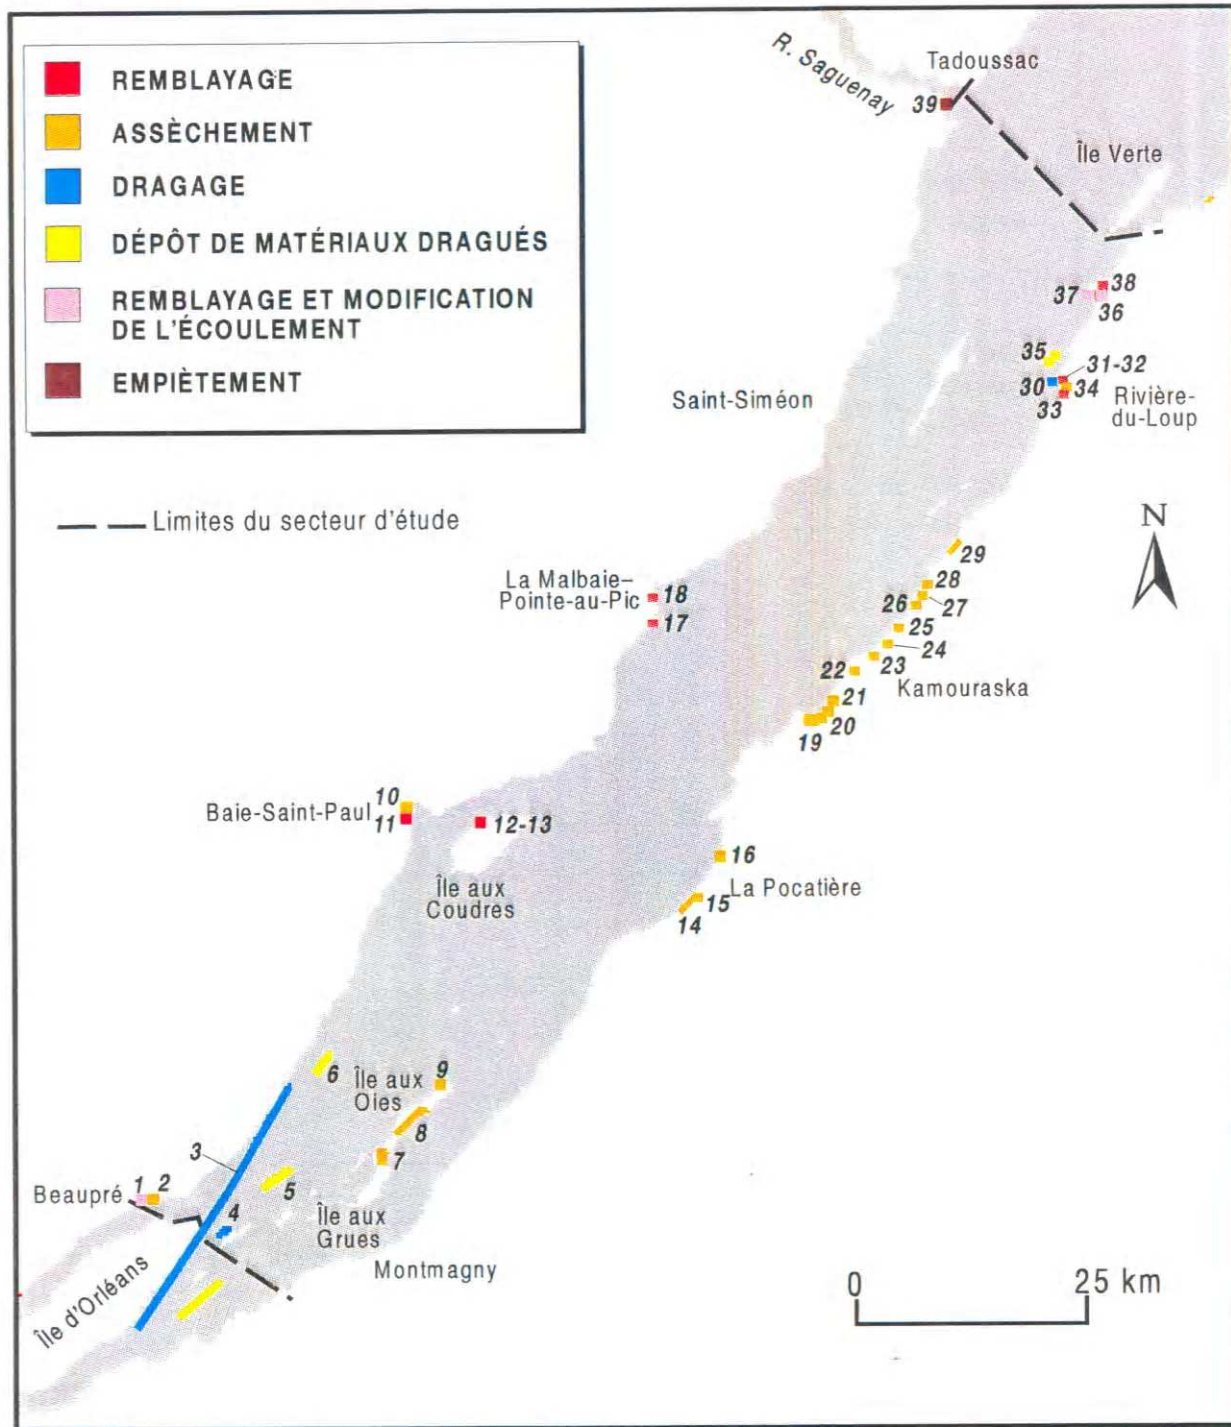 REMBLAYAGE
ASSÈCHEMENT
DRAGAGE
DÉPÔT DE MATÉRIAUX DRAGUÉS
REMBLAYAGE ET MODIFICATION
DE L'ÉCOULEMENT
EMPIÈTEMENT
Limites du secteur d'étude
R. Saguenay
Tadoussac
39
Île Verte
38
37
36
35
31-32
30
34
33
Rivière-
du-Loup
Saint-Siméon
N
29
28
27
26
25
24
23
22
Kamouraska
21
20
19
La Malbaie–
Pointe-au-Pic
18
17
Baie-Saint-Paul
10
11
12-13
Île aux
Coudres
16
La Pocatière
15
14
6
Île aux
Oies
9
8
7
3
5
Beaupré
1
2
4
Île aux
Grues
Montmagny
Île d'Orléans
0
25 km